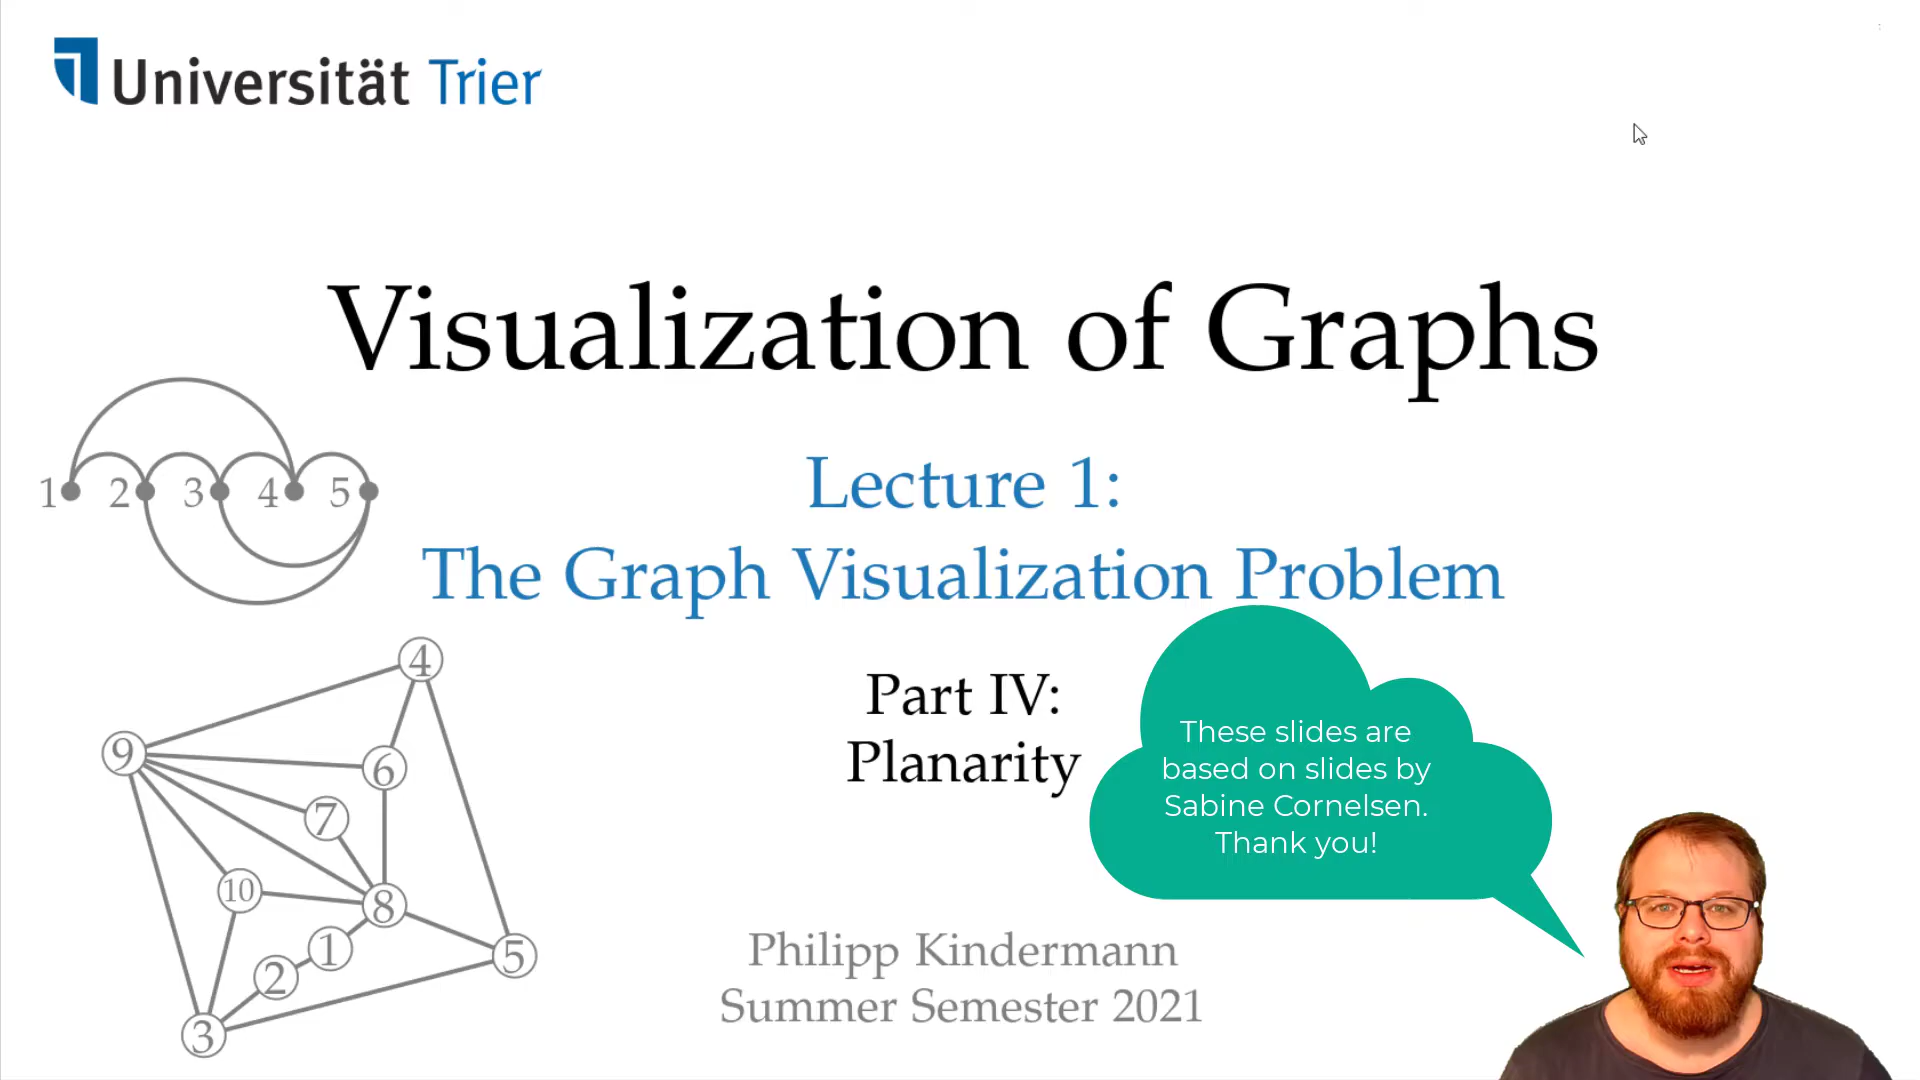 Universität Trier
Visualization of Graphs
Lecture 1:
The Graph Visualization Problem
Part IV:
Planarity
These slides are
based on slides by
Sabine Cornelsen.
Thank you!
Philipp Kindermann
Summer Semester 2021
1 2 3 4 5
4
9
6
7
10
8
1
5
2
3